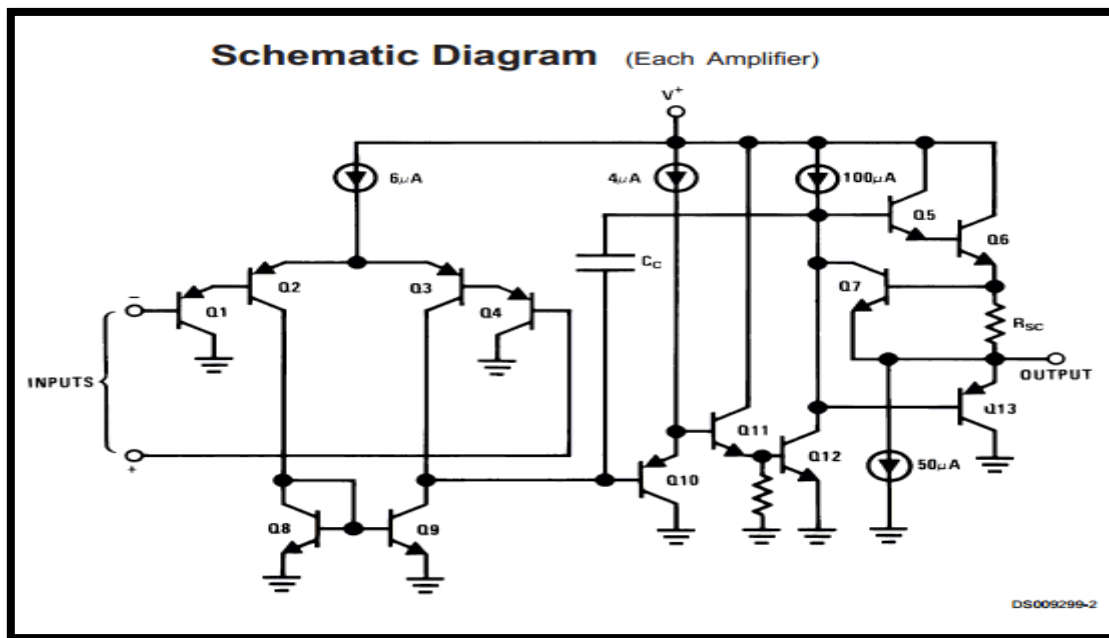 Schematic Diagram (Each Amplifier)
V+
6µA
4µA
100µA
Q5
Q6
CC
Q2
Q3
Q7
−
Q1
Q4
RSC
INPUTS
OUTPUT
Q13
Q11
+
Q12
50µA
Q10
Q8
Q9
DS009299-2